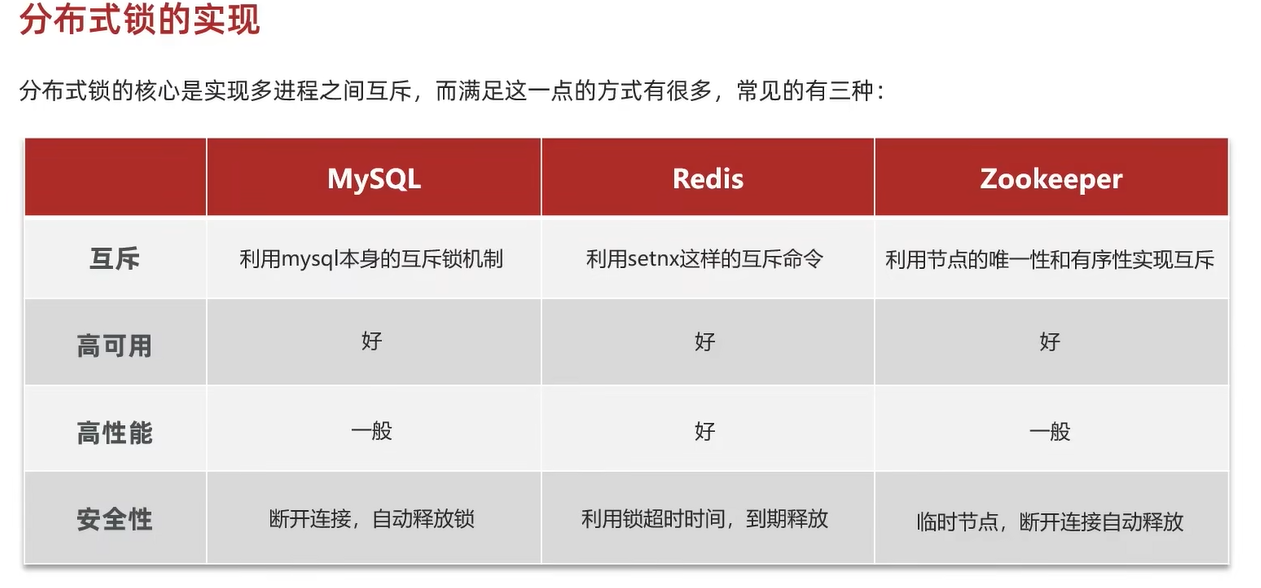 分布式锁的实现
分布式锁的核心是实现多进程之间互斥，而满足这一点的方式有很多，常见的有三种：
MySQL Redis Zookeeper
互斥 利用mysql本身的互斥锁机制 利用setnx这样的互斥命令 利用节点的唯一性和有序性实现互斥
高可用 好 好 好
高性能 一般 好 一般
安全性 断开连接，自动释放锁 利用锁超时时间，到期释放 临时节点，断开连接自动释放